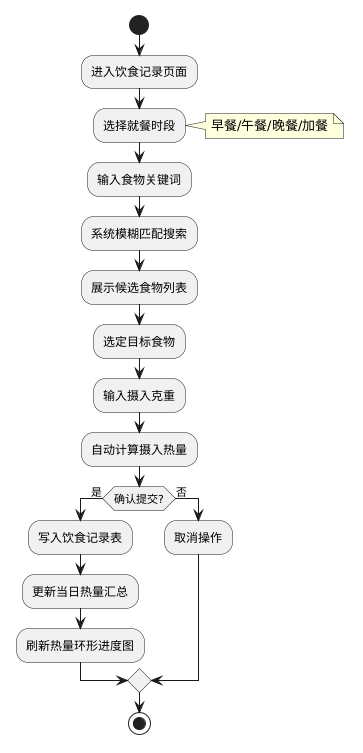 进入饮食记录页面
选择就餐时段
早餐/午餐/晚餐/加餐
输入食物关键词
系统模糊匹配搜索
展示候选食物列表
选定目标食物
输入摄入克重
自动计算摄入热量
是
确认提交?
否
写入饮食记录表
取消操作
更新当日热量汇总
刷新热量环形进度图